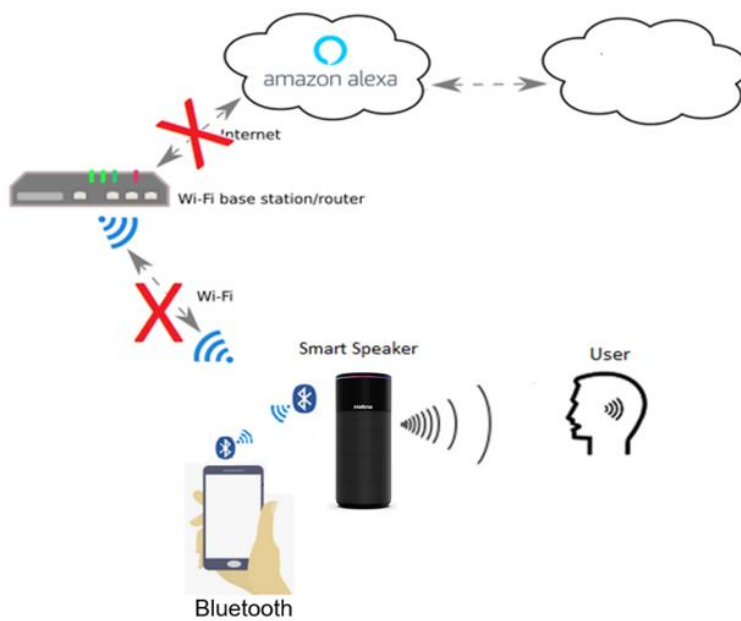 amazon alexa
Internet
Wi-Fi base station/router
Wi-Fi
Smart Speaker
User
Bluetooth